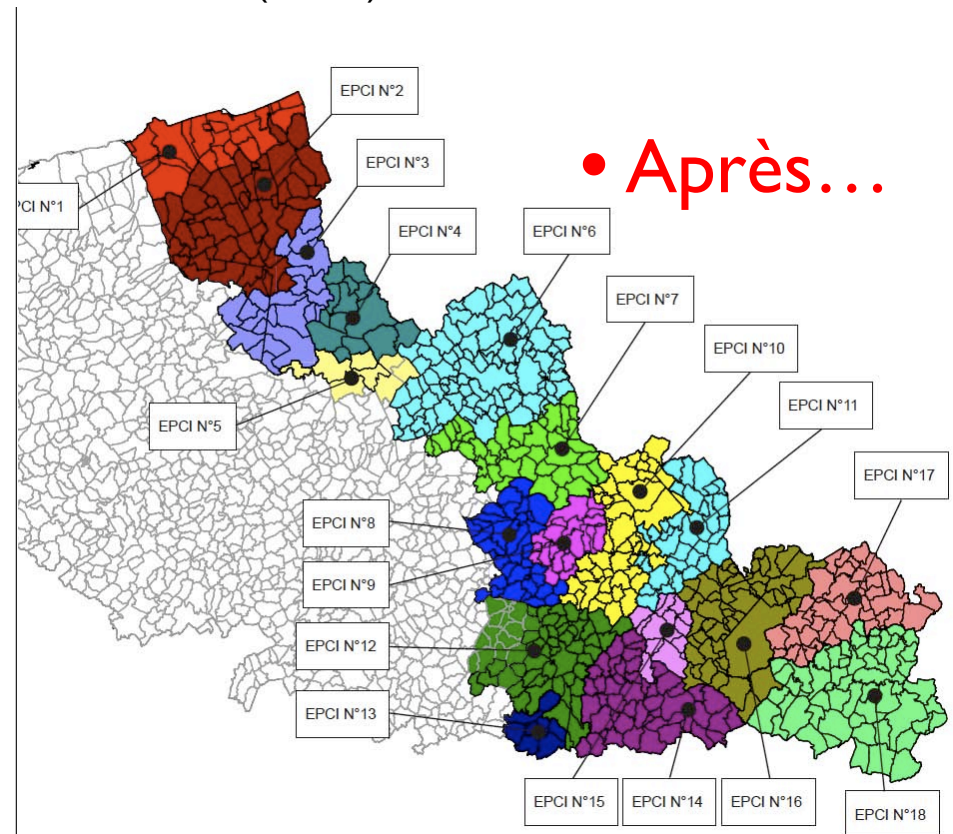 EPCI N°2
• Après…
EPCI N°3
PCI N°1
EPCI N°4
EPCI N°6
EPCI N°7
EPCI N°10
EPCI N°11
EPCI N°5
EPCI N°17
EPCI N°8
EPCI N°9
EPCI N°12
EPCI N°13
EPCI N°15
EPCI N°14
EPCI N°16
EPCI N°18